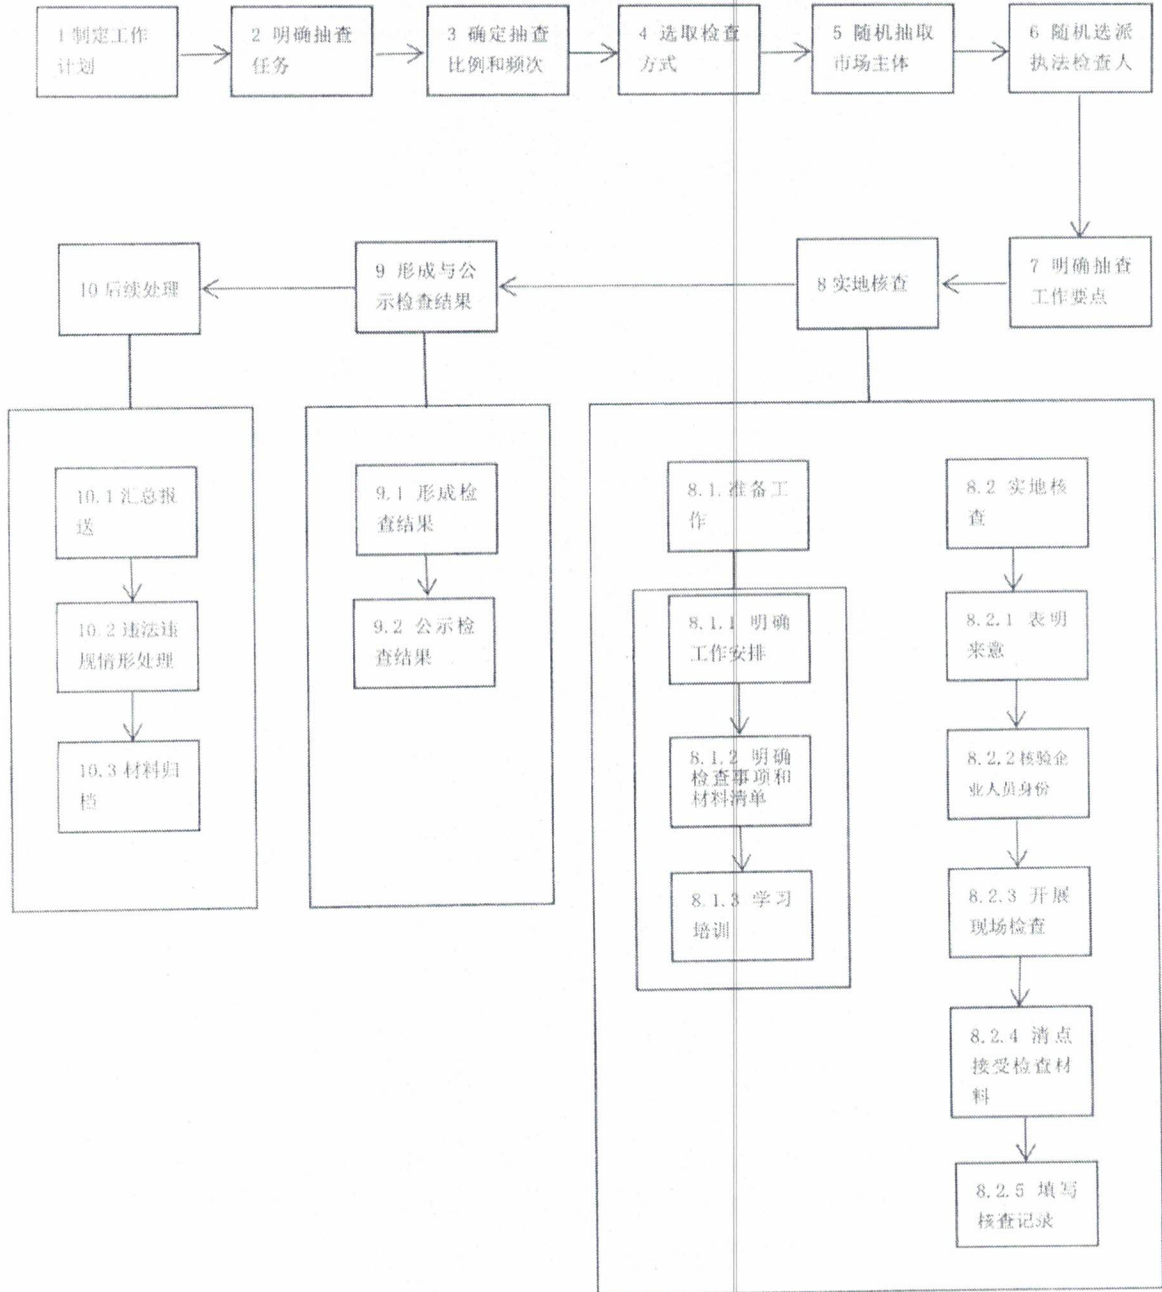 1 制定工作
计划
2 明确抽查
任务
3 确定抽查
比例和频次
4 选取检查
方式
5 随机抽取
市场主体
6 随机选派
执法检查人
7 明确抽查
工作要点
8 实地核查
9 形成与公
示检查结果
10 后续处理
10.1 汇总报
送
10.2 违法违
规情形处理
10.3 材料归
档
9.1 形成检
查结果
9.2 公示检
查结果
8.1.准备工
作
8.1.1 明确
工作安排
8.1.2 明确
检查事项和
材料清单
8.1.3 学习
培训
8.2 实地核
查
8.2.1 表明
来意
8.2.2 核验企
业人员身份
8.2.3 开展
现场检查
8.2.4 清点
接受检查材
料
8.2.5 填写
核查记录